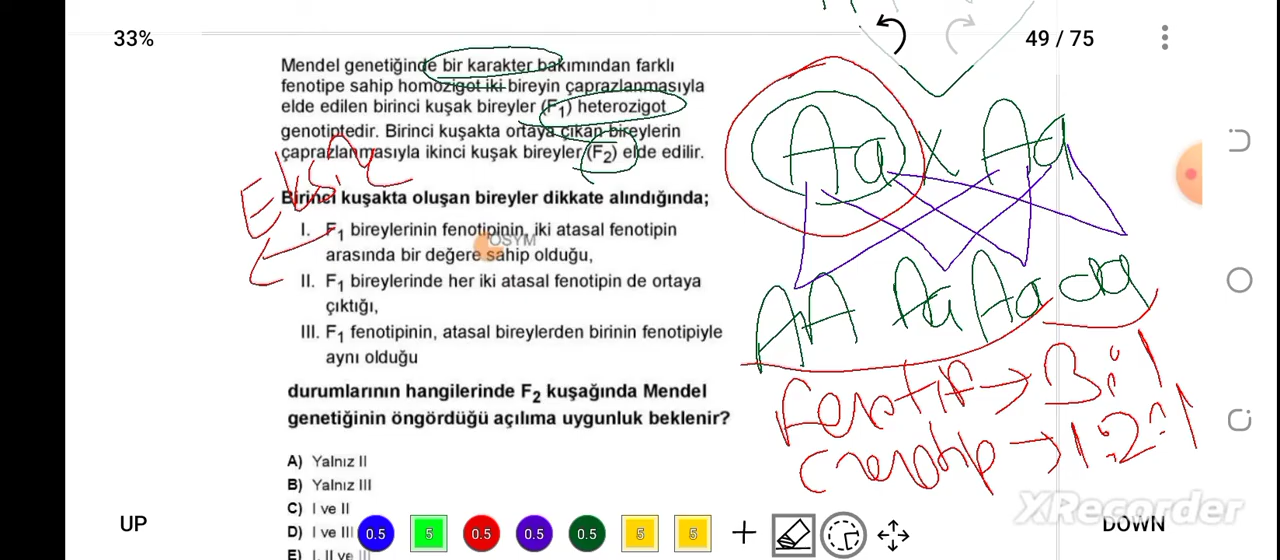 33%
49 / 75
Mendel genetiğinde bir karakter bakımından farklı
fenotipe sahip homozigot iki bireyin çaprazlanmasıyla
elde edilen birinci kuşak bireyler (F1) heterozigot
genotiptedir. Birinci kuşakta ortaya çıkan bireylerin
çaprazlanmasıyla ikinci kuşak bireyler (F2) elde edilir.
Birinci kuşakta oluşan bireyler dikkate alındığında;
I. F1 bireylerinin fenotipinin, iki atasal fenotipin
arasında bir değere sahip olduğu,
ÖSYM
II. F1 bireylerinde her iki atasal fenotipin de ortaya
çıktığı,
III. F1 fenotipinin, atasal bireylerden birinin fenotipiyle
aynı olduğu
durumlarının hangilerinde F2 kuşağında Mendel
genetiğinin öngördüğü açılıma uygunluk beklenir?
A) Yalnız II
B) Yalnız III
C) I ve II
D) I ve III
E) I, II ve III
Aa x Aa
AA Aa Aa aa
Fenotip → 3:1
Genotip → 1:2:1
UP
0.5 5 0.5 0.5 0.5 5 5
DOWN
XRecorder